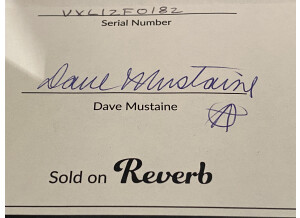 VXL12F0182
Serial Number
Dave Mustaine
Dave Mustaine
Sold on Reverb